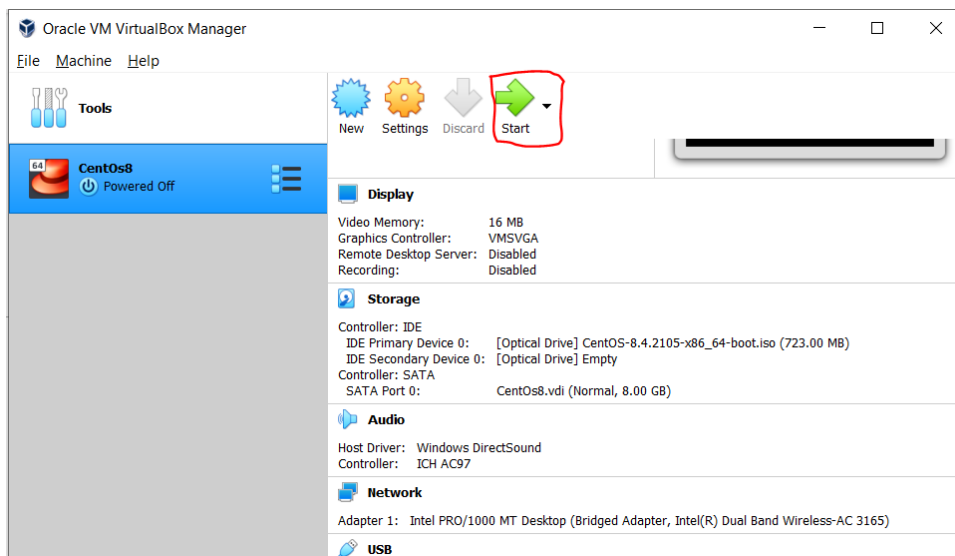 Oracle VM VirtualBox Manager
File Machine Help
Tools
New Settings Discard Start
64
CentOs8
Powered Off
Display
Video Memory: 16 MB
Graphics Controller: VMSVGA
Remote Desktop Server: Disabled
Recording: Disabled
Storage
Controller: IDE
IDE Primary Device 0: [Optical Drive] CentOS-8.4.2105-x86_64-boot.iso (723.00 MB)
IDE Secondary Device 0: [Optical Drive] Empty
Controller: SATA
SATA Port 0: CentOs8.vdi (Normal, 8.00 GB)
Audio
Host Driver: Windows DirectSound
Controller: ICH AC97
Network
Adapter 1: Intel PRO/1000 MT Desktop (Bridged Adapter, Intel(R) Dual Band Wireless-AC 3165)
USB